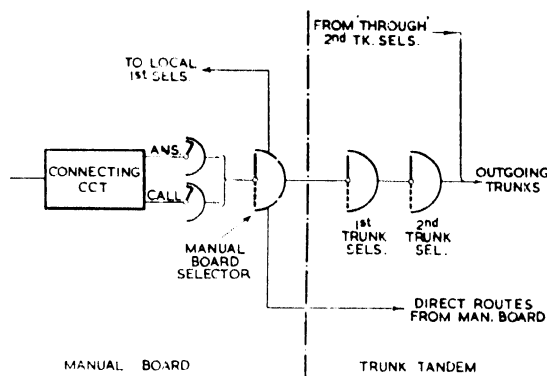 FROM 'THROUGH'
2nd TK. SELS.
TO LOCAL
1st SELS.
ANS.
CONNECTING
CCT
CALL
OUTGOING
TRUNKS
1st
TRUNK
SELS.
2nd
TRUNK
SEL.
MANUAL
BOARD
SELECTOR
DIRECT ROUTES
FROM MAN. BOARD
MANUAL BOARD
TRUNK TANDEM